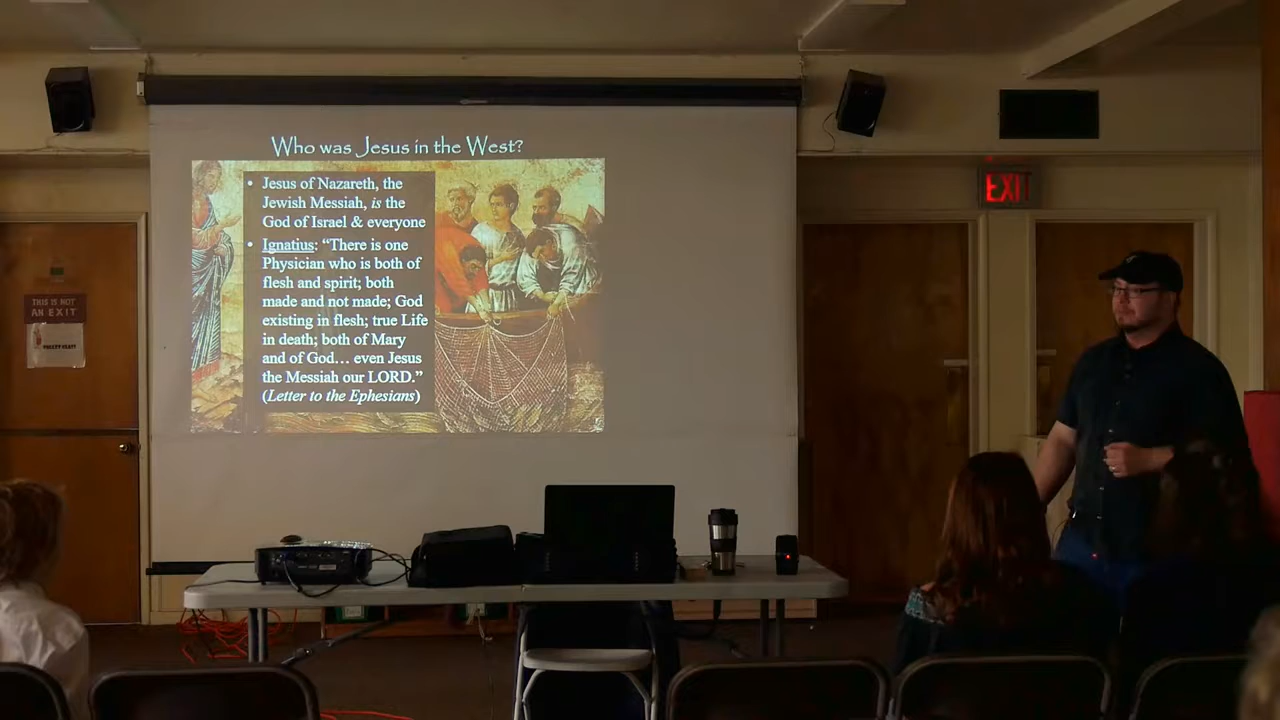 Who was Jesus in the West?
• Jesus of Nazareth, the
Jewish Messiah, is the
God of Israel & everyone
• Ignatius: “There is one
Physician who is both of
flesh and spirit; both
made and not made; God
existing in flesh; true Life
in death; both of Mary
and of God… even Jesus
the Messiah our LORD.”
(Letter to the Ephesians)
EXIT
THIS IS NOT
AN EXIT